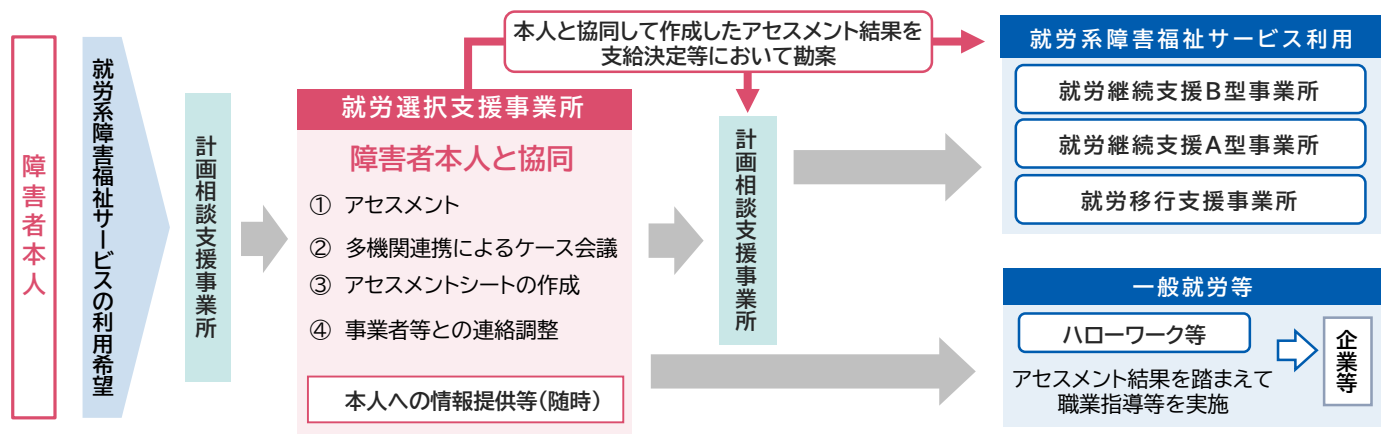 障害者本人
就労系障害福祉サービスの利用希望
計画相談支援事業所
就労選択支援事業所
障害者本人と協同
① アセスメント
② 多機関連携によるケース会議
③ アセスメントシートの作成
④ 事業者等との連絡調整
本人への情報提供等(随時)
本人と協同して作成したアセスメント結果を
支給決定等において勘案
計画相談支援事業所
就労系障害福祉サービス利用
就労継続支援B型事業所
就労継続支援A型事業所
就労移行支援事業所
一般就労等
ハローワーク等
アセスメント結果を踏まえて
職業指導等を実施
企業等